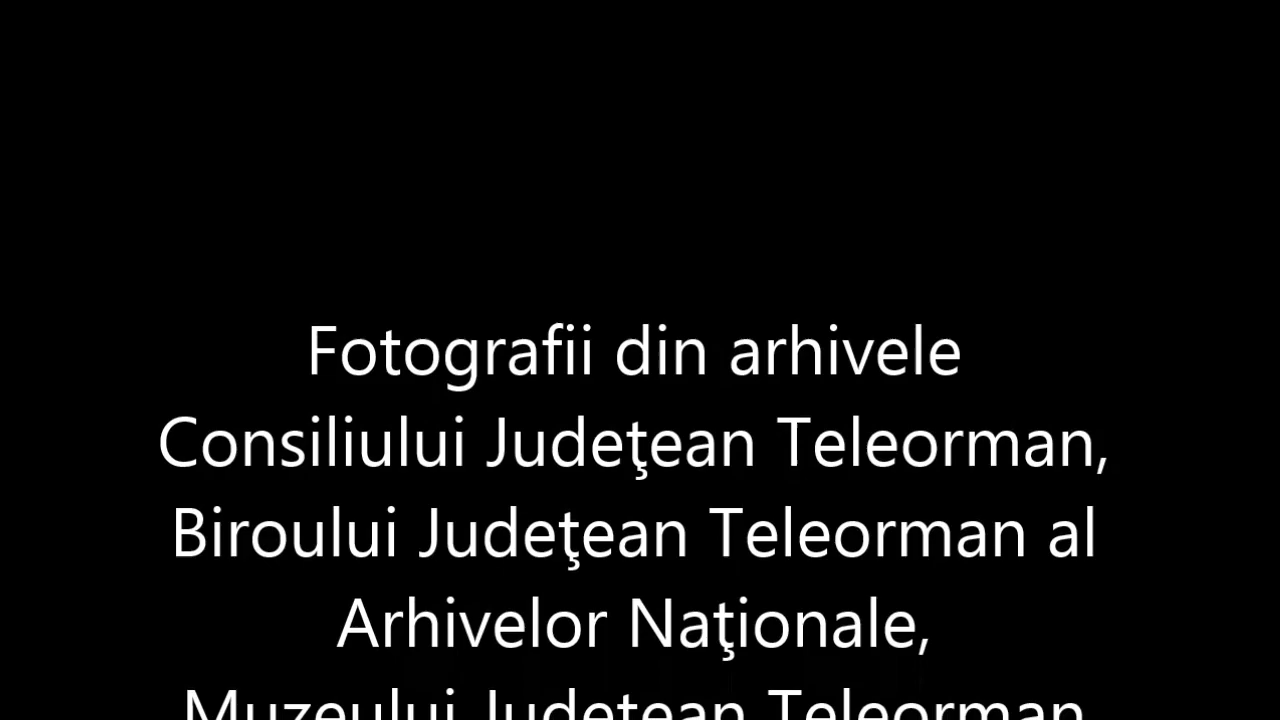 Fotografii din arhivele
Consiliului Judeţean Teleorman,
Biroului Judeţean Teleorman al
Arhivelor Naţionale,
Muzeului Judeţean Teleorman